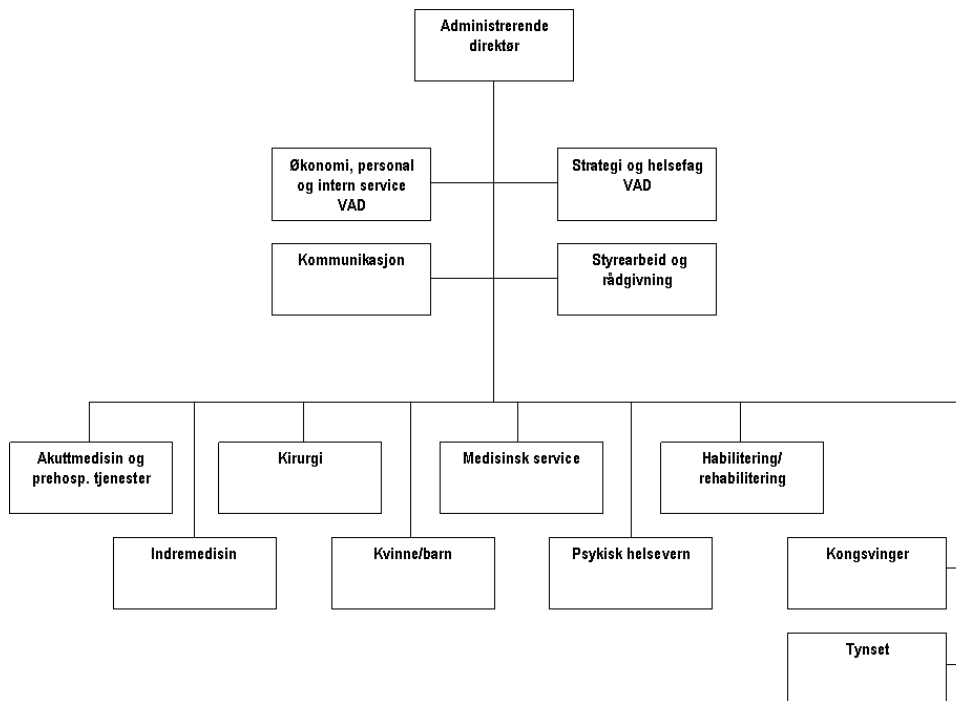 Administrerende
direktør
Økonomi, personal
og intern service
VAD
Strategi og helsefag
VAD
Kommunikasjon
Styrearbeid og
rådgivning
Akuttmedisin og
prehosp. tjenester
Kirurgi
Medisinsk service
Habilitering/
rehabilitering
Indremedisin
Kvinne/barn
Psykisk helsevern
Kongsvinger
Tynset